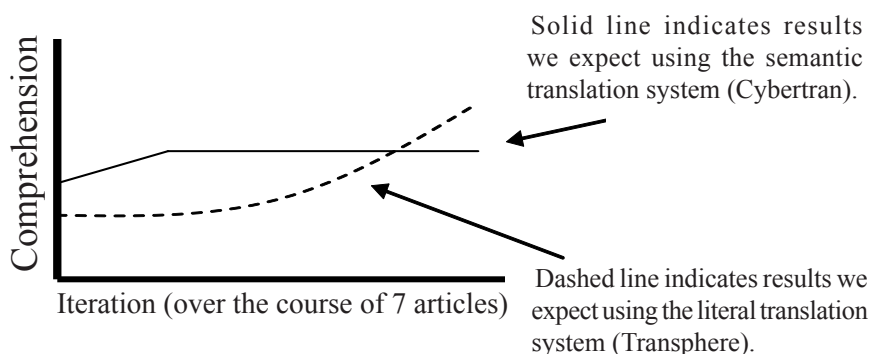 Solid line indicates results
we expect using the semantic
translation system (Cybertran).
Comprehension
Iteration (over the course of 7 articles)
Dashed line indicates results we
expect using the literal translation
system (Transphere).